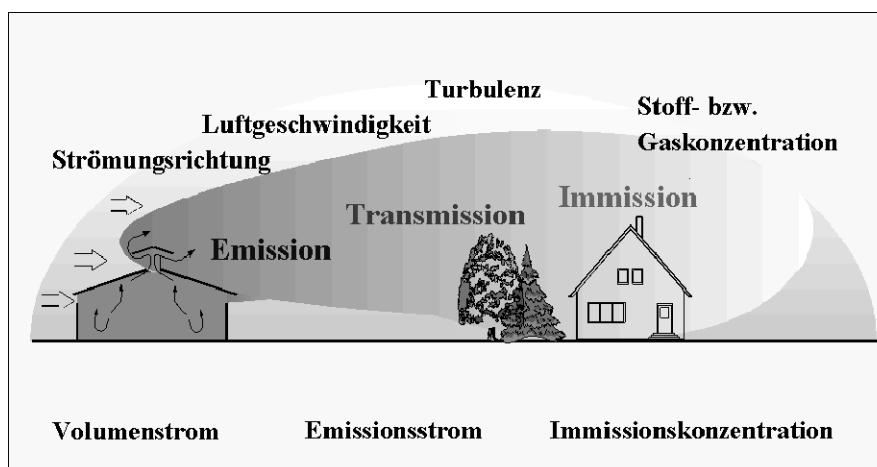 Turbulenz
Stoff- bzw.
Luftgeschwindigkeit
Gaskonzentration
Strömungsrichtung
Immission
Transmission
Emission
Volumenstrom
Emissionsstrom
Immissionskonzentration